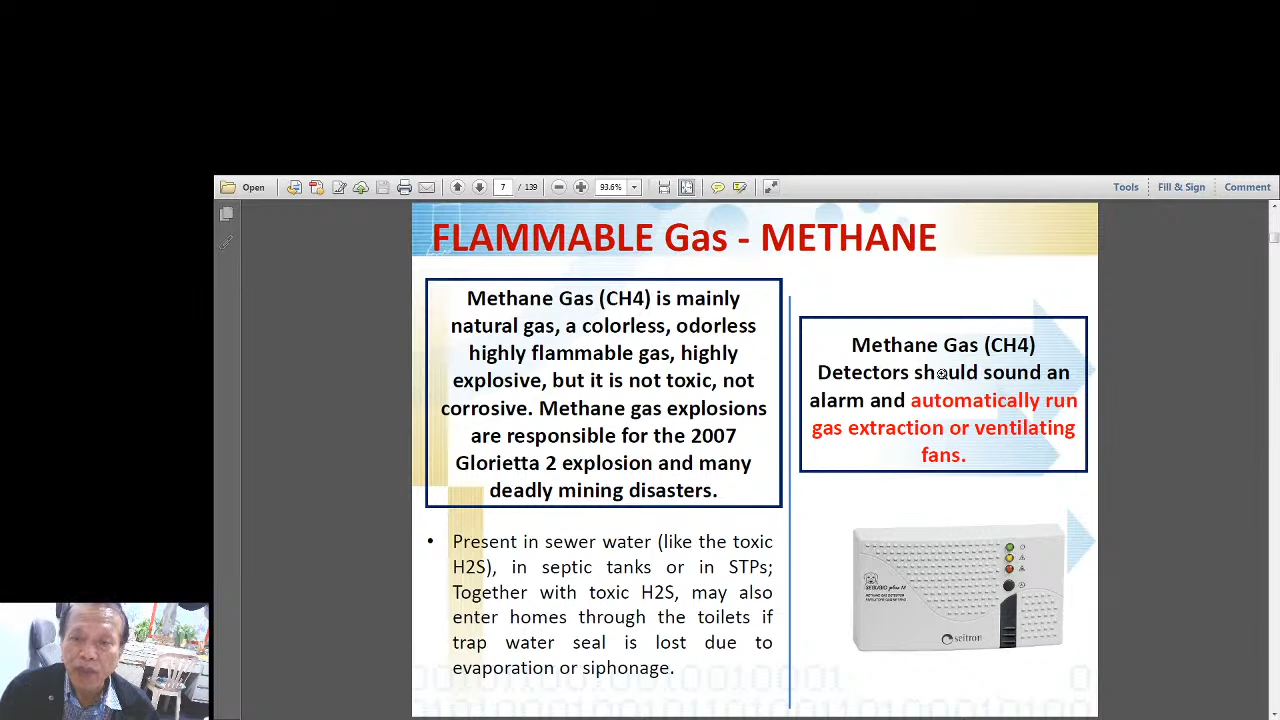 Open
7
/ 139
93.6%
Tools
Fill & Sign
Comment
FLAMMABLE Gas - METHANE
Methane Gas (CH4) is mainly
natural gas, a colorless, odorless
highly flammable gas, highly
explosive, but it is not toxic, not
corrosive. Methane gas explosions
are responsible for the 2007
Glorietta 2 explosion and many
deadly mining disasters.
• Present in sewer water (like the toxic
H2S), in septic tanks or in STPs;
Together with toxic H2S, may also
enter homes through the toilets if
trap water seal is lost due to
evaporation or siphonage.
Methane Gas (CH4)
Detectors should sound an
alarm and automatically run
gas extraction or ventilating
fans.
seitron